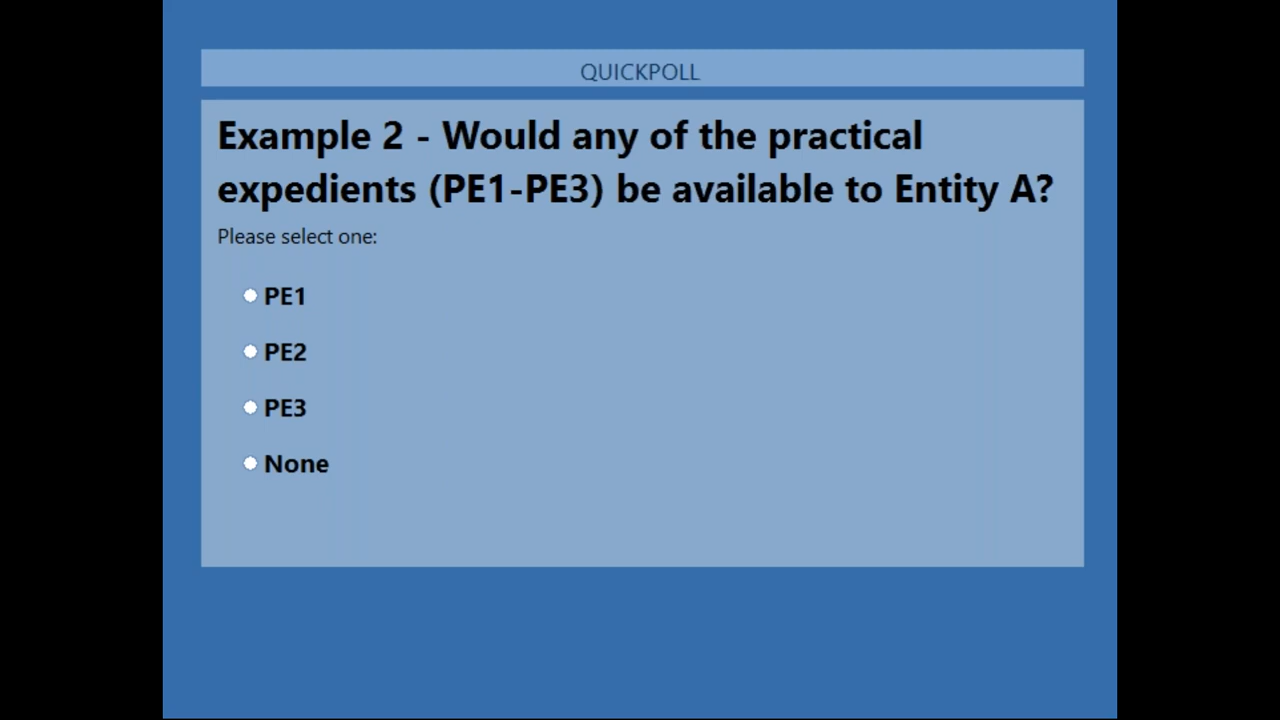 QUICKPOLL
Example 2 - Would any of the practical
expedients (PE1-PE3) be available to Entity A?
Please select one:
PE1
PE2
PE3
None